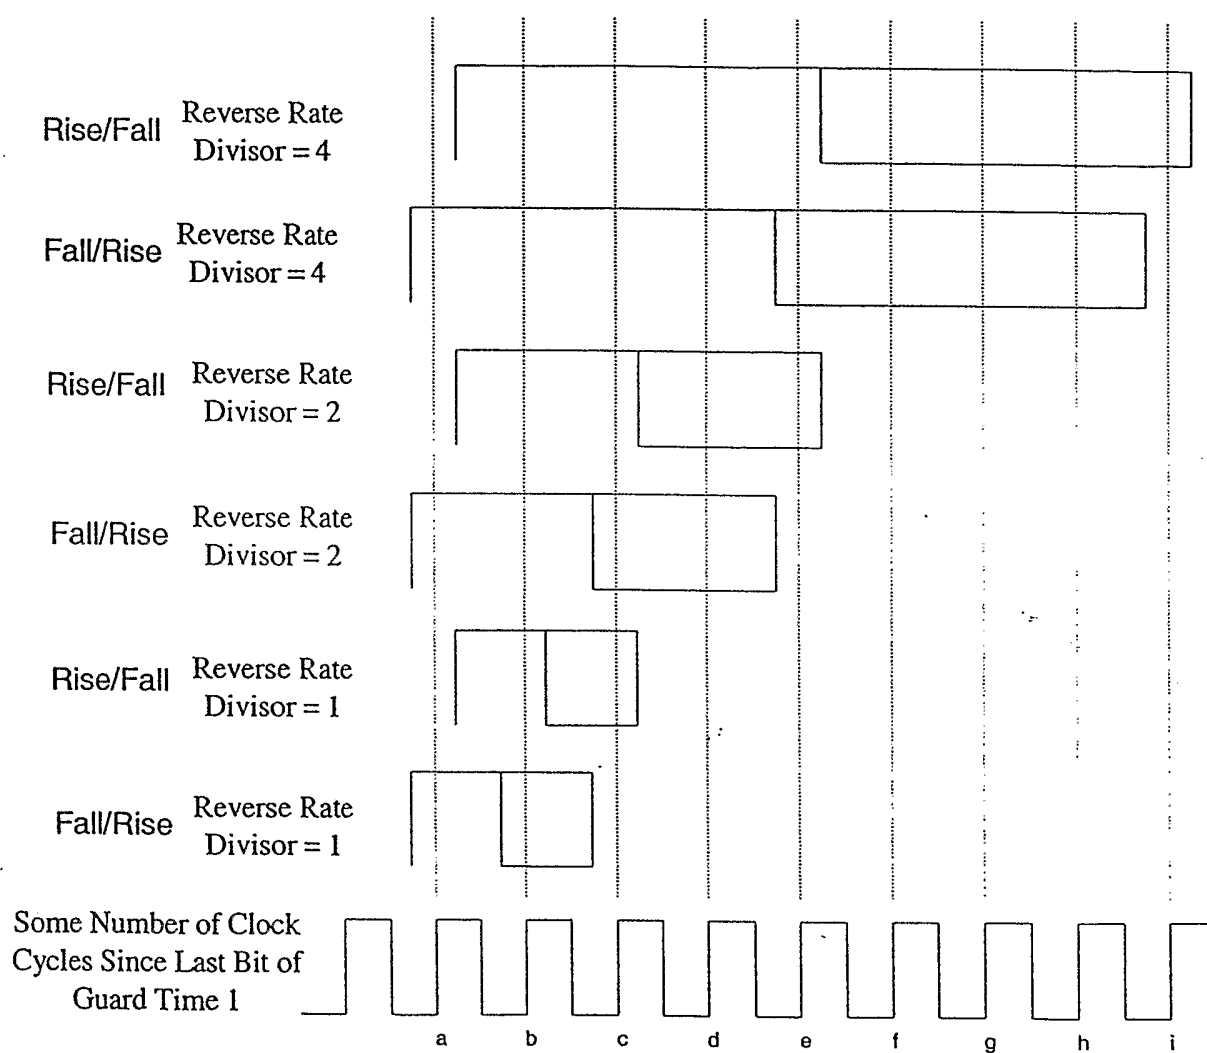 Rise/Fall Reverse Rate
Divisor = 4
Fall/Rise Reverse Rate
Divisor = 4
Rise/Fall Reverse Rate
Divisor = 2
Fall/Rise Reverse Rate
Divisor = 2
Rise/Fall Reverse Rate
Divisor = 1
Fall/Rise Reverse Rate
Divisor = 1
Some Number of Clock
Cycles Since Last Bit of
Guard Time 1
a b c d e f g h i